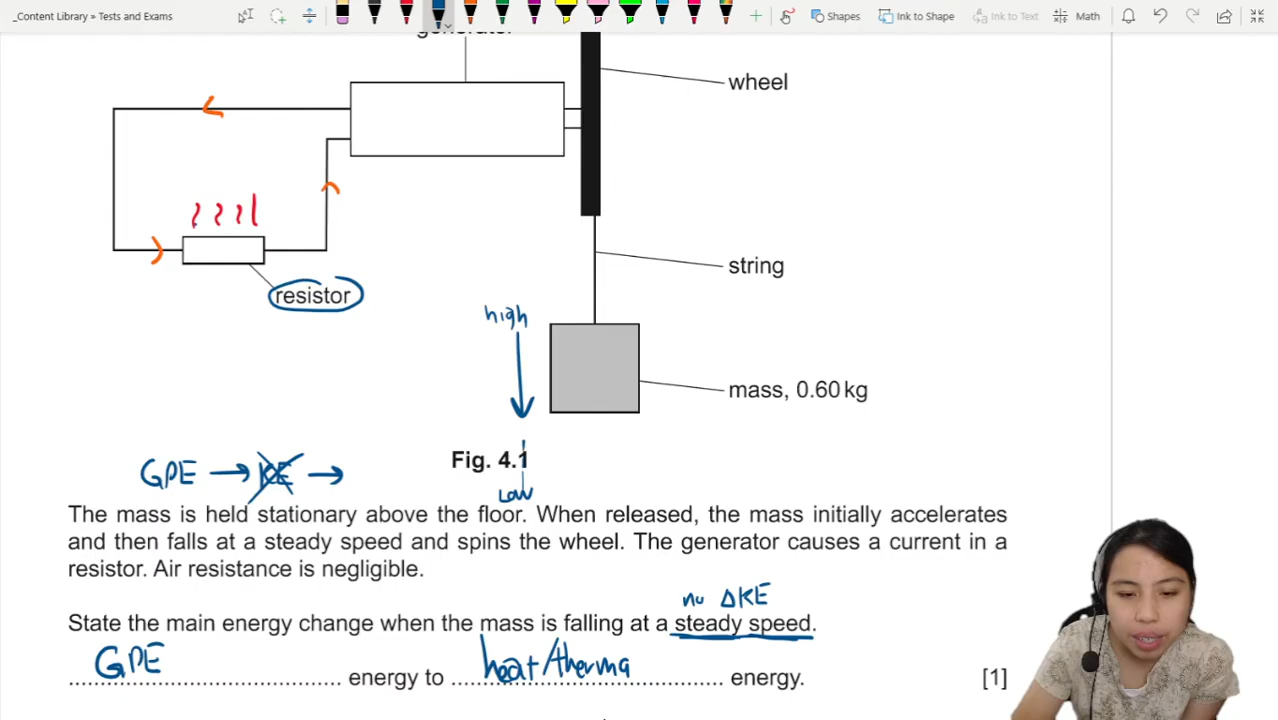 _Content Library » Tests and Exams
Shapes
Ink to Shape
Ink to Text
Math
generator
wheel
resistor
string
high
mass, 0.60 kg
GPE → KE →
Fig. 4.1
Low
The mass is held stationary above the floor. When released, the mass initially accelerates
and then falls at a steady speed and spins the wheel. The generator causes a current in a
resistor. Air resistance is negligible.
no ΔKE
State the main energy change when the mass is falling at a steady speed.
GPE energy to heat/therma energy. [1]